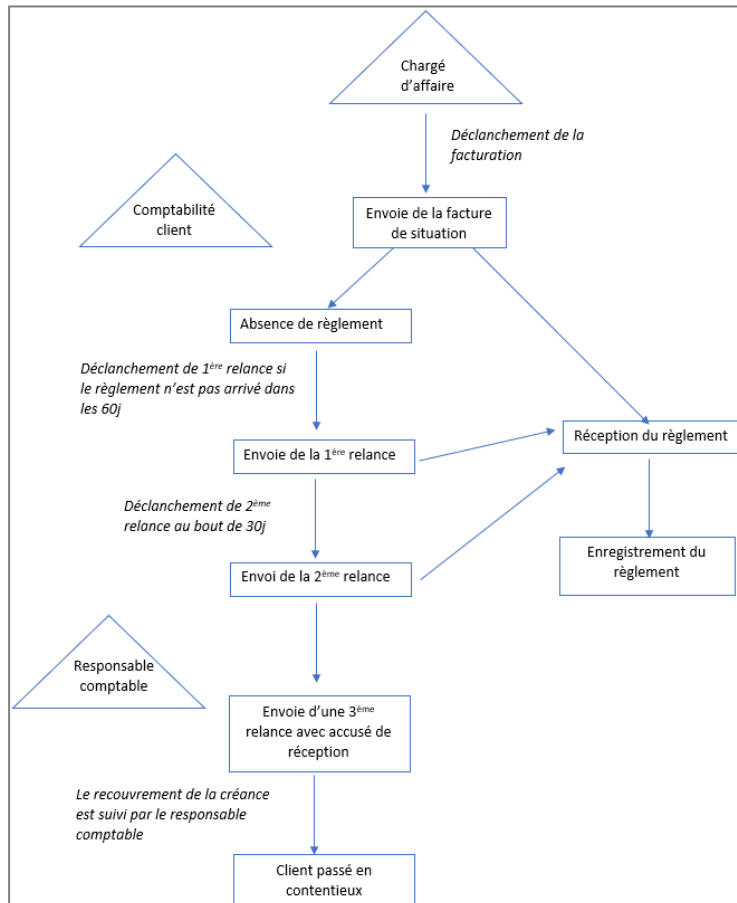 Chargé
d'affaire
Déclanchement de la
facturation
Comptabilité
client
Envoie de la facture
de situation
Absence de règlement
Déclanchement de 1ère relance si
le règlement n'est pas arrivé dans
les 60j
Réception du règlement
Envoie de la 1ère relance
Déclanchement de 2ème
relance au bout de 30j
Enregistrement du
règlement
Envoi de la 2ème relance
Responsable
comptable
Envoie d'une 3ème
relance avec accusé de
réception
Le recouvrement de la créance
est suivi par le responsable
comptable
Client passé en
contentieux